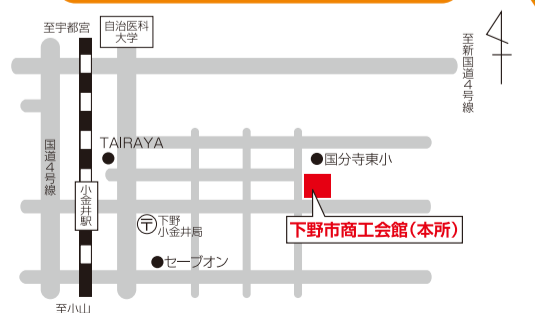 至宇都宮
自治医科
大学
至新国道4号線
国道4号線
TAIRAYA
国分寺東小
小金井駅
〒
下野
小金井局
下野市商工会館(本所)
セーブオン
至小山